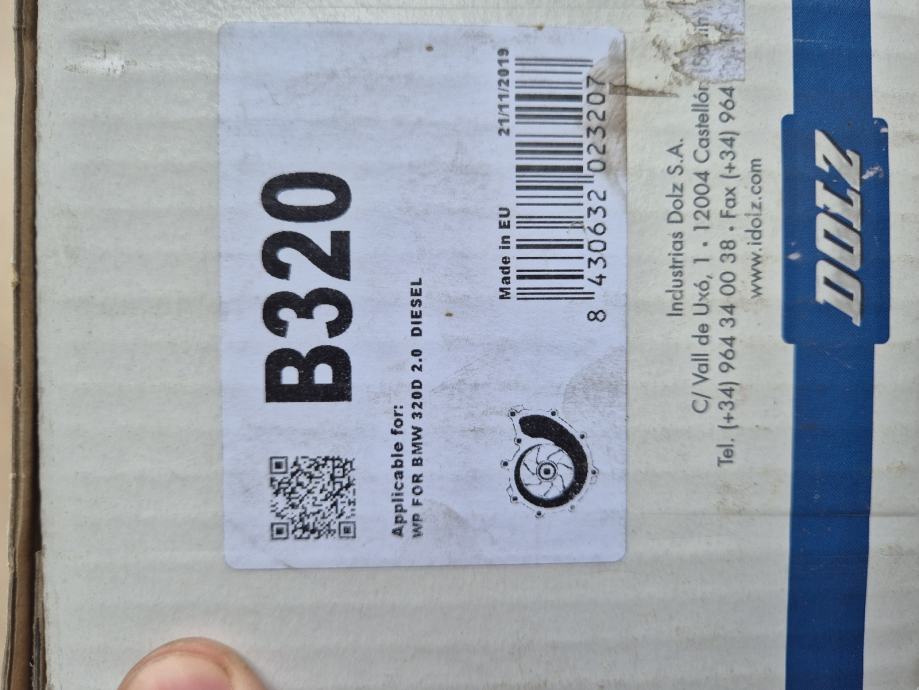 B320
Applicable for:
WP FOR BMW 320D 2.0 DIESEL
Made in EU 21/11/2019
8 430632 023207
Industrias Dolz S.A.
C/ Vall de Uxó, 1 • 12004 Castellón (Spain
Tel. (+34) 964 34 00 38 • Fax (+34) 964
www.idolz.com
DOLZ